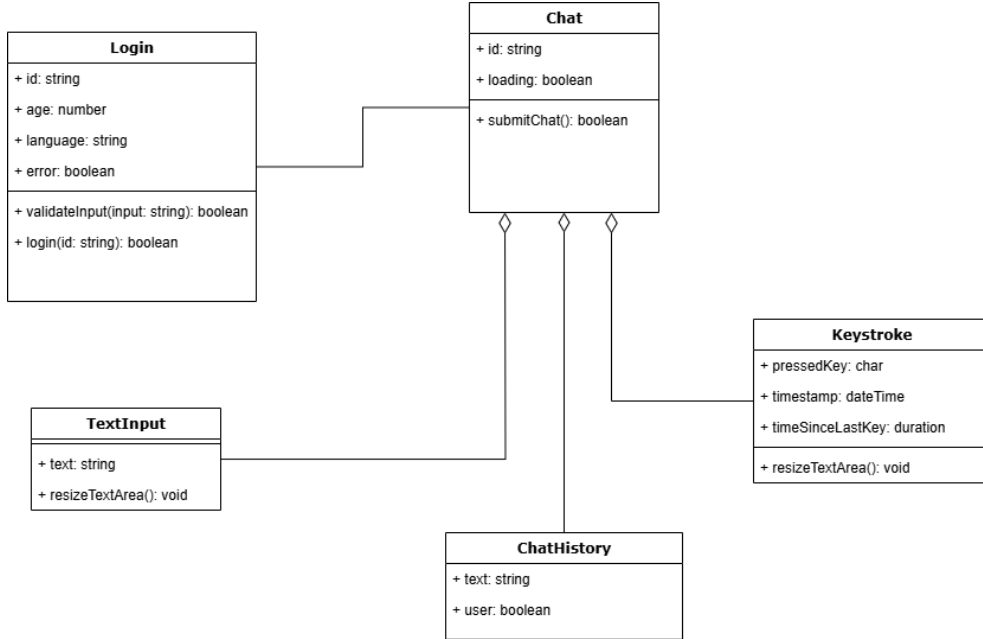 Login
+ id: string
+ age: number
+ language: string
+ error: boolean
+ validateInput(input: string): boolean
+ login(id: string): boolean
Chat
+ id: string
+ loading: boolean
+ submitChat(): boolean
TextInput
+ text: string
+ resizeTextArea(): void
ChatHistory
+ text: string
+ user: boolean
Keystroke
+ pressedKey: char
+ timestamp: dateTime
+ timeSinceLastKey: duration
+ resizeTextArea(): void